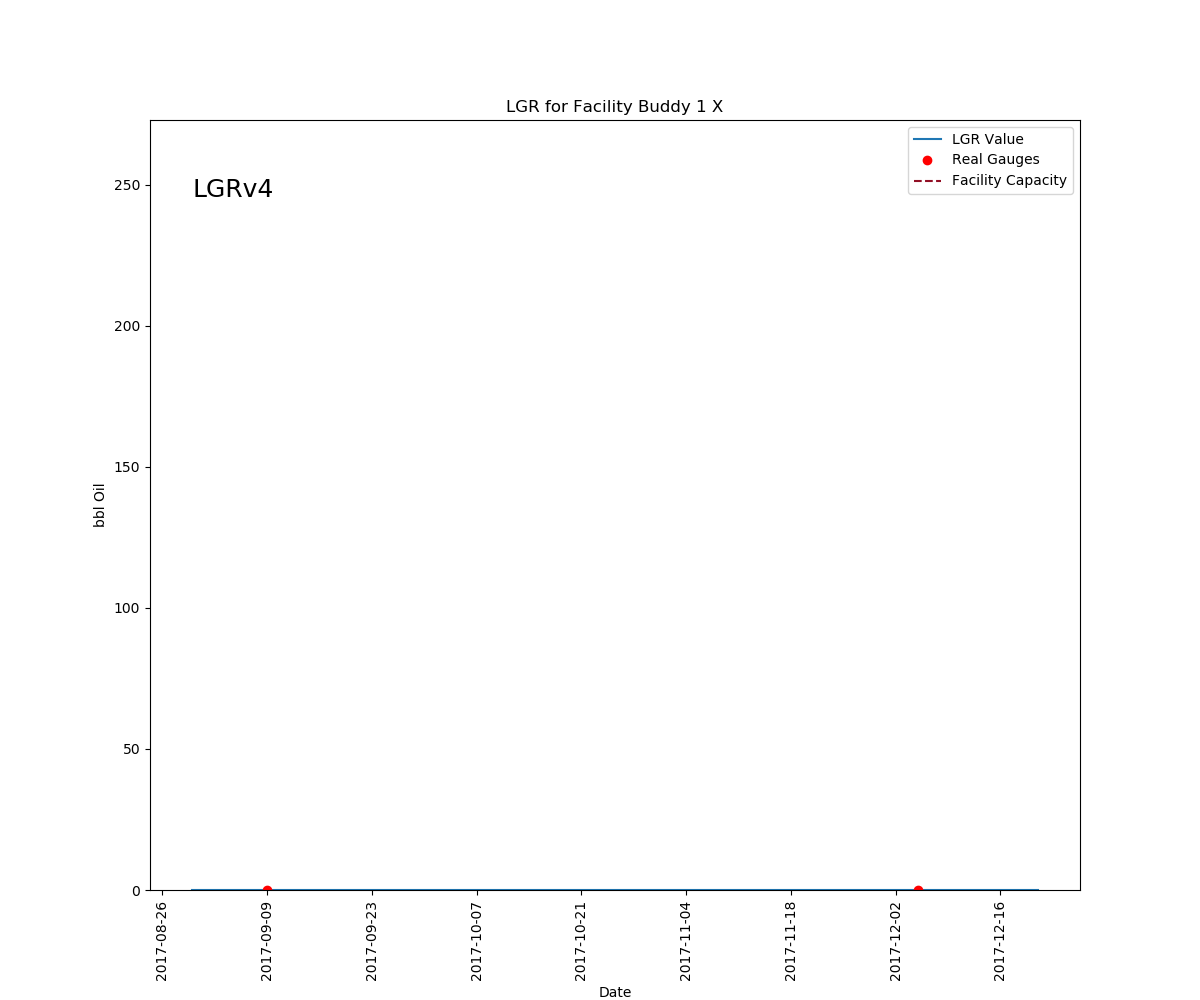 LGR for Facility Buddy 1 X
LGRv4
LGR Value
Real Gauges
Facility Capacity
250
200
150
100
50
0
bbl Oil
2017-08-26
2017-09-09
2017-09-23
2017-10-07
2017-10-21
2017-11-04
2017-11-18
2017-12-02
2017-12-16
Date